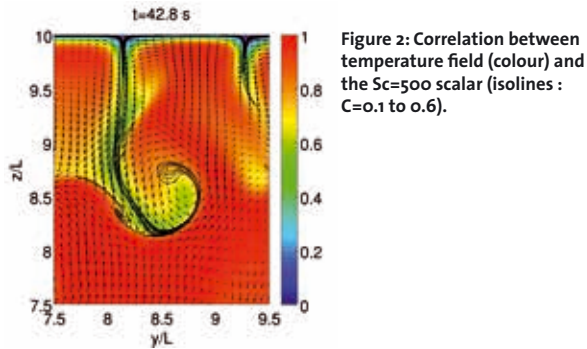 t=42.8 s
10
9.5
9
8.5
8
7.5
z/L
7.5 8 8.5 9 9.5
y/L
1
0.8
0.6
0.4
0.2
0
Figure 2: Correlation between
temperature field (colour) and
the Sc=500 scalar (isolines :
C=0.1 to 0.6).